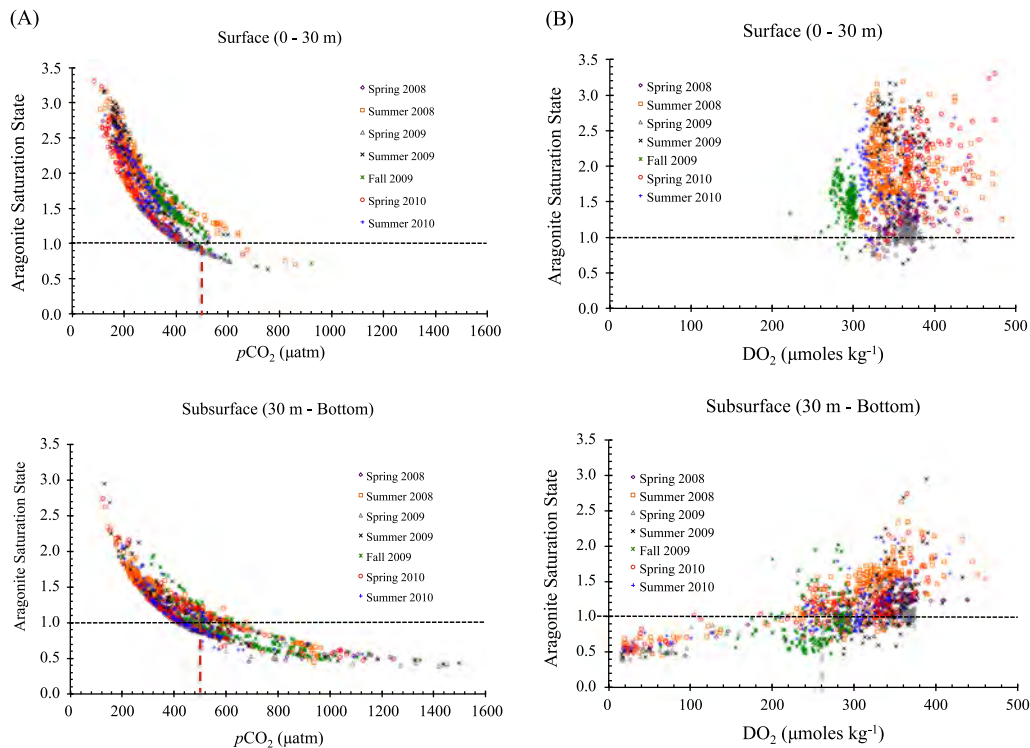 (A)
Surface (0 - 30 m)
Aragonite Saturation State
3.5
3.0
2.5
2.0
1.5
1.0
0.5
0.0
Spring 2008
Summer 2008
Spring 2009
Summer 2009
Fall 2009
Spring 2010
Summer 2010
0 200 400 600 800 1000 1200 1400 1600
pCO₂ (µatm)
(B)
Surface (0 - 30 m)
Aragonite Saturation State
3.5
3.0
2.5
2.0
1.5
1.0
0.5
0.0
Spring 2008
Summer 2008
Spring 2009
Summer 2009
Fall 2009
Spring 2010
Summer 2010
0 100 200 300 400 500
DO₂ (µmoles kg⁻¹)
Subsurface (30 m - Bottom)
Aragonite Saturation State
3.5
3.0
2.5
2.0
1.5
1.0
0.5
0.0
Spring 2008
Summer 2008
Spring 2009
Summer 2009
Fall 2009
Spring 2010
Summer 2010
0 200 400 600 800 1000 1200 1400 1600
pCO₂ (µatm)
Subsurface (30 m - Bottom)
Aragonite Saturation State
3.5
3.0
2.5
2.0
1.5
1.0
0.5
0.0
Spring 2008
Summer 2008
Spring 2009
Summer 2009
Fall 2009
Spring 2010
Summer 2010
0 100 200 300 400 500
DO₂ (µmoles kg⁻¹)